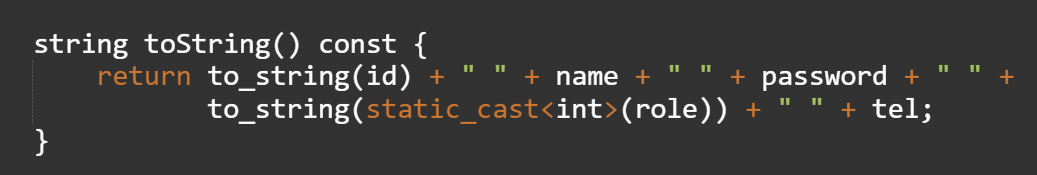 string toString() const {
return to_string(id) + " " + name + " " + password + " " +
to_string(static_cast<int>(role)) + " " + tel;
}